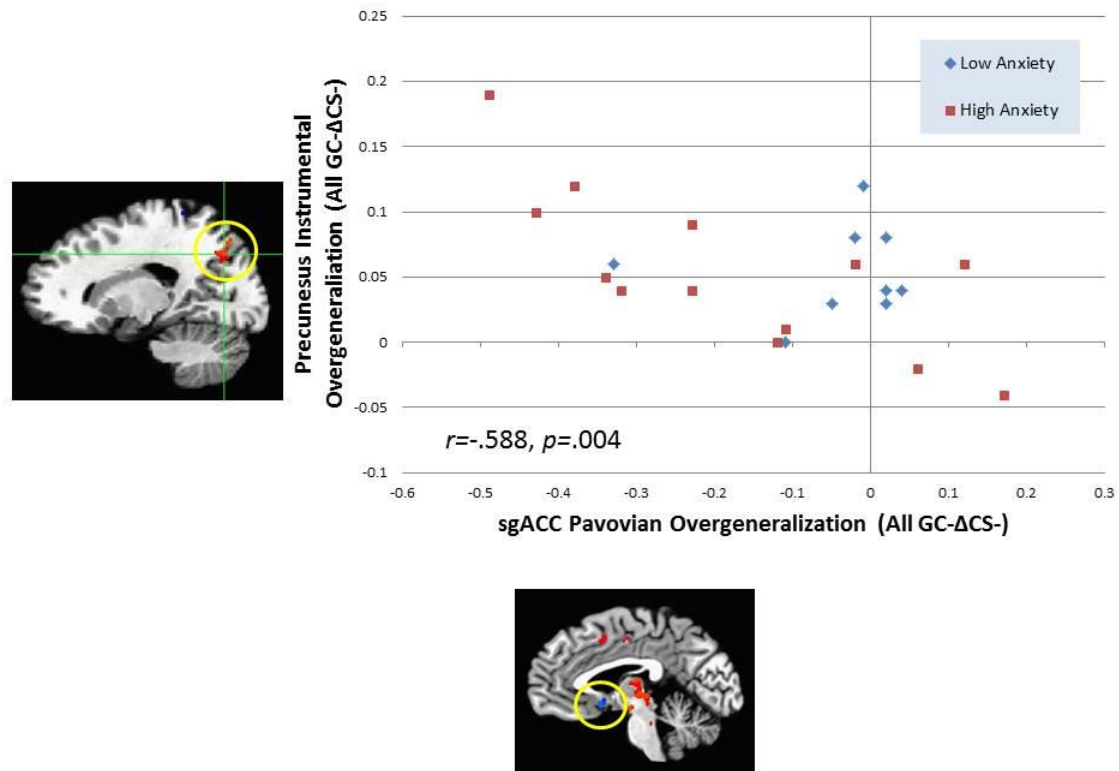 0.25
0.2
0.15
0.1
0.05
0
-0.05
-0.1
Precunesus Instrumental
Overgeneraliation (All GC-ΔCS-)
Low Anxiety
High Anxiety
r=-.588, p=.004
-0.6 -0.5 -0.4 -0.3 -0.2 -0.1 0 0.1 0.2 0.3
sgACC Pavovian Overgeneralization (All GC-ΔCS-)